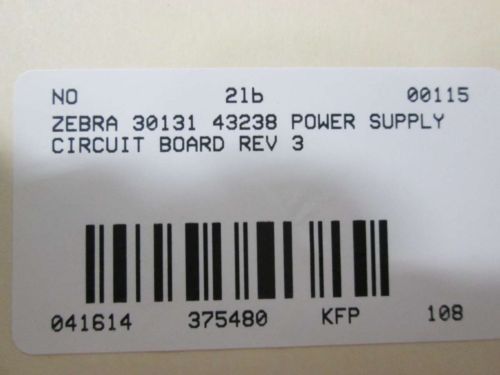 NO 2lb 00115
ZEBRA 30131 43238 POWER SUPPLY
CIRCUIT BOARD REV 3
041614 375480 KFP 108